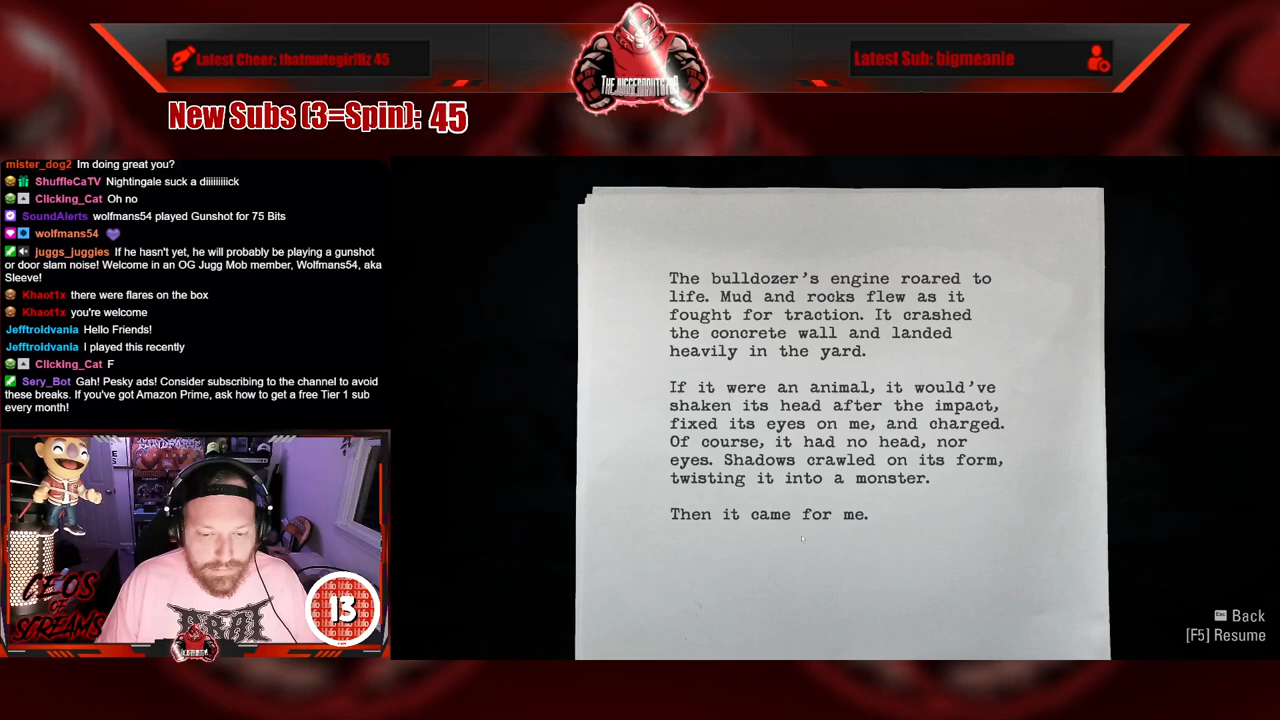 Latest Cheer: thatmutegirlliz 45
THEJUGGERNAUT
Latest Sub: bigmeanie
New Subs (3=Spin): 45
mister_dog2 Im doing great you?
ShuffleCaTV Nightingale suck a diiiiiiiiick
Clicking_Cat Oh no
SoundAlerts wolfmans54 played Gunshot for 75 Bits
wolfmans54
juggs_juggies If he hasn't yet, he will probably be playing a gunshot
or door slam noise! Welcome in an OG Jugg Mob member, Wolfmans54, aka
Sleeve!
Khaot1x there were flares on the box
Khaot1x you're welcome
Jefftroldvania Hello Friends!
Jefftroldvania I played this recently
Clicking_Cat F
Sery_Bot Gah! Pesky ads! Consider subscribing to the channel to avoid
these breaks. If you've got Amazon Prime, ask how to get a free Tier 1 sub
every month!
The bulldozer's engine roared to
life. Mud and rocks flew as it
fought for traction. It crashed
the concrete wall and landed
heavily in the yard.
If it were an animal, it would've
shaken its head after the impact,
fixed its eyes on me, and charged.
Of course, it had no head, nor
eyes. Shadows crawled on its form,
twisting it into a monster.
Then it came for me.
CEOS
OF
SCREAMS
13
Back
[F5] Resume